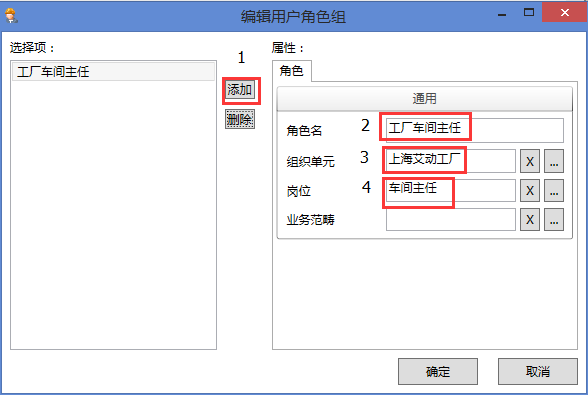 编辑用户角色组
选择项：
工厂车间主任
1
添加
删除
属性：
角色
通用
角色名 2 工厂车间主任
组织单元 3 上海艾动工厂 X ...
岗位 4 车间主任 X ...
业务范畴 X ...
确定 取消